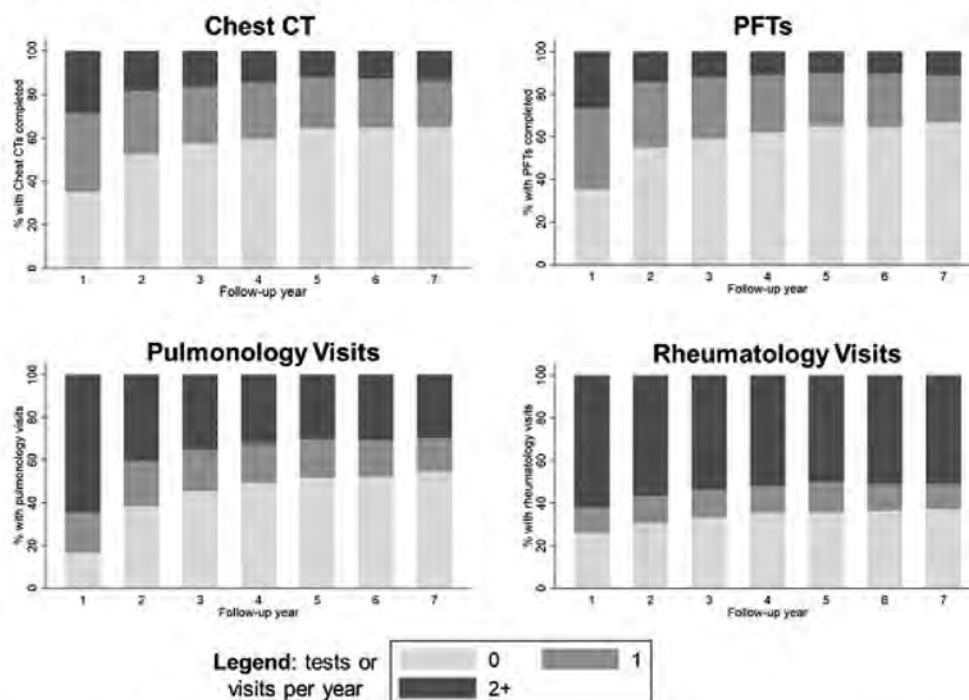 Chest CT
% with Chest CTs completed
0 20 40 60 80 100
1 2 3 4 5 6 7
Follow-up year
PFTs
% with PFTs completed
0 20 40 60 80 100
1 2 3 4 5 6 7
Follow-up year
Pulmonology Visits
% with pulmonology visits
0 20 40 60 80 100
1 2 3 4 5 6 7
Follow-up year
Rheumatology Visits
% with rheumatology visits
0 20 40 60 80 100
1 2 3 4 5 6 7
Follow-up year
Legend: tests or
visits per year
0
1
2+